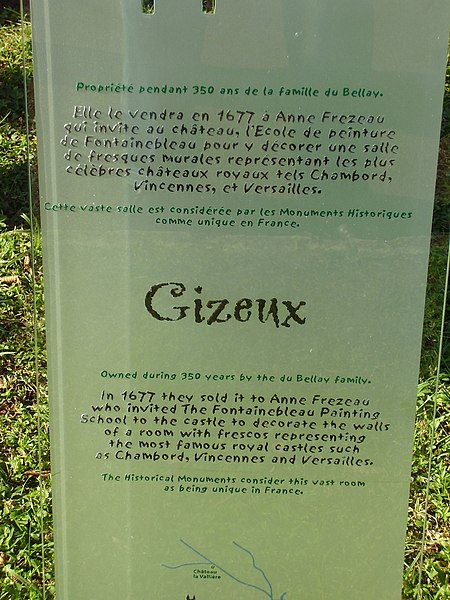 Propriété pendant 350 ans de la famille du Bellay.
Elle le vendra en 1677 à Anne Frezeau
qui invite au château, l'Ecole de peinture
de Fontainebleau pour y décorer une salle
de fresques murales représentant les plus
célèbres châteaux royaux tels Chambord,
Vincennes, et Versailles.
Cette vaste salle est considérée par les Monuments Historiques
comme unique en France.
Gizeux
Owned during 350 years by the du Bellay family.
In 1677 they sold it to Anne Frezeau
who invited The Fontainebleau Painting
School to the castle to decorate the walls
of a room with frescos representing
the most famous royal castles such
as Chambord, Vincennes and Versailles.
The Historical Monuments consider this vast room
as being unique in France.
Château
la Vallière